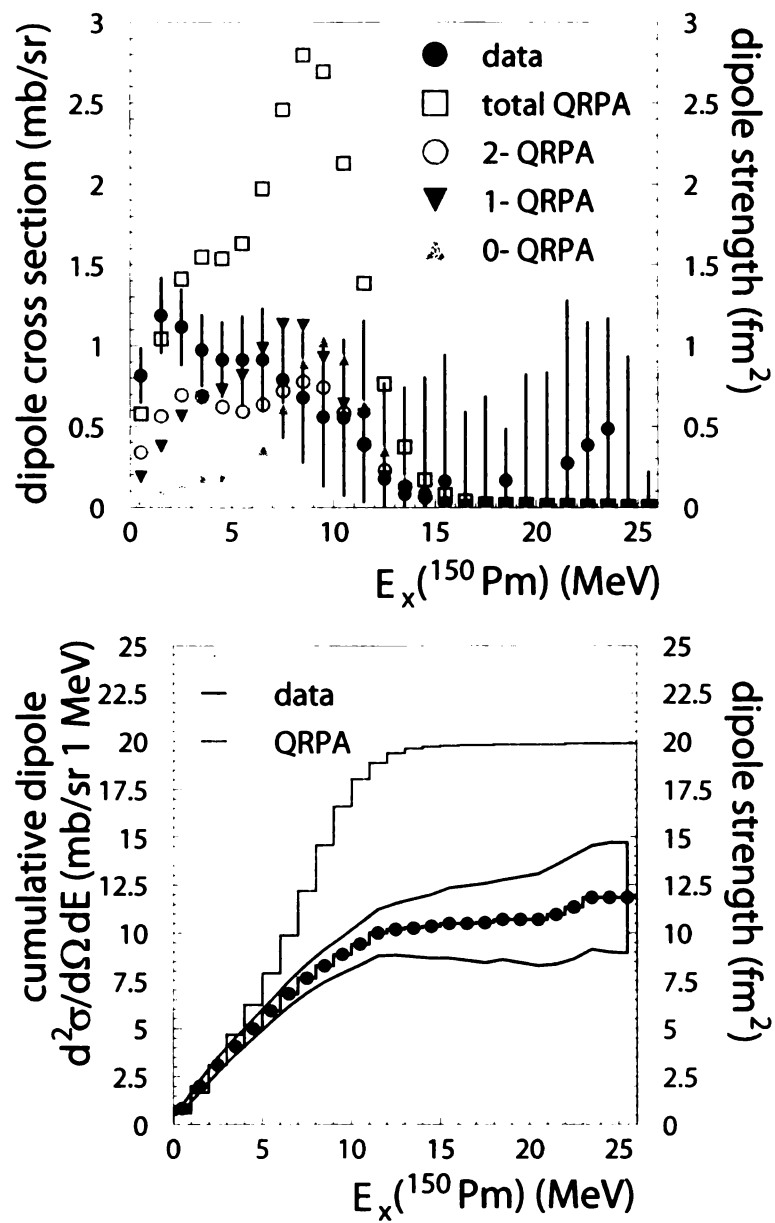 dipole cross section (mb/sr)
3
2.5
2
1.5
1
0.5
0
data
total QRPA
2- QRPA
1- QRPA
0- QRPA
3
2.5
2
1.5
1
0.5
0
dipole strength (fm²)
0 5 10 15 20 25
Eₓ(¹⁵⁰Pm) (MeV)
cumulative dipole
d²σ/dΩdE (mb/sr 1 MeV)
25
22.5
20
17.5
15
12.5
10
7.5
5
2.5
0
data
QRPA
25
22.5
20
17.5
15
12.5
10
7.5
5
2.5
0
dipole strength (fm²)
0 5 10 15 20 25
Eₓ(¹⁵⁰Pm) (MeV)